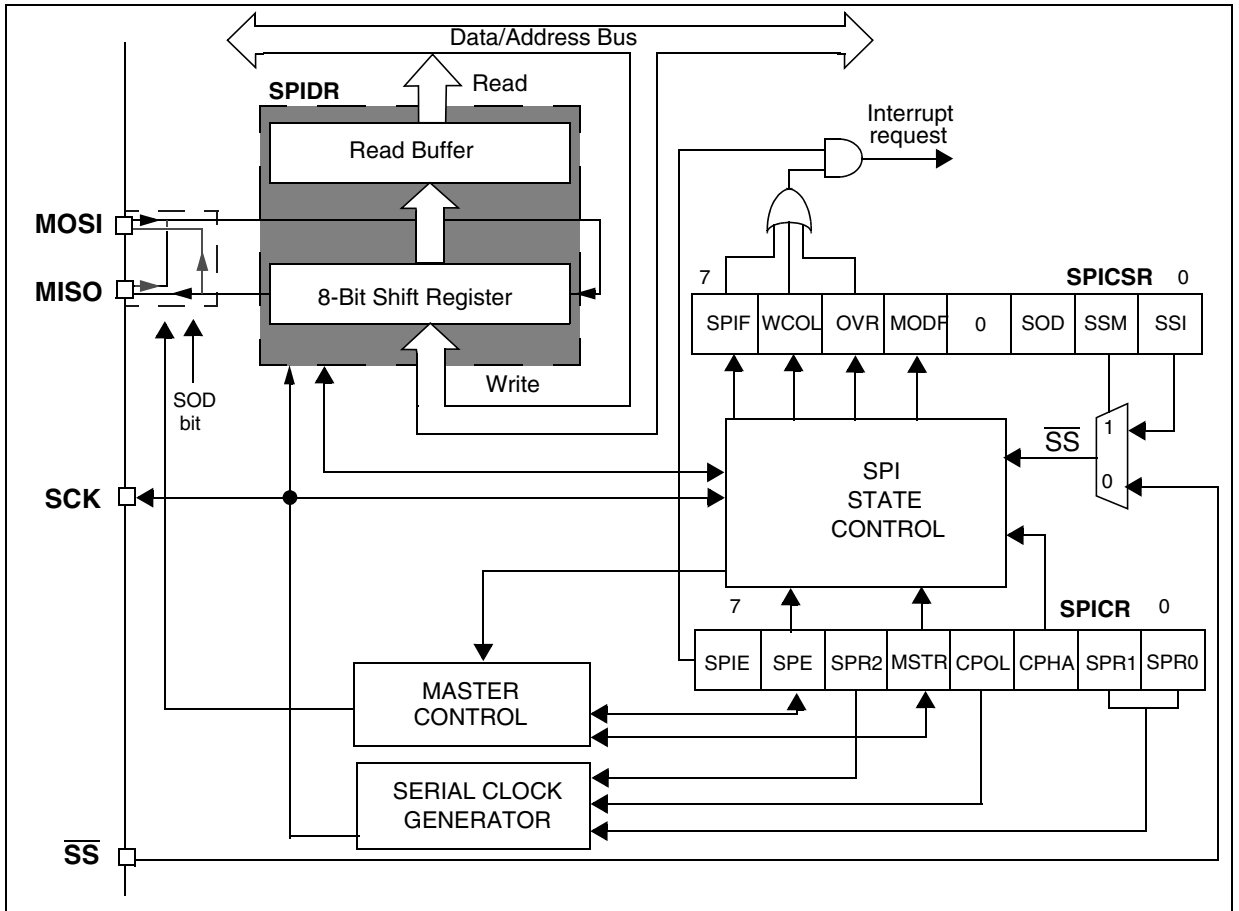 Data/Address Bus
SPIDR
Read
Read Buffer
Interrupt
request
MOSI
MISO
8-Bit Shift Register
Write
SOD
bit
7
SPICSR
0
SPIF
WCOL
OVR
MODF
0
SOD
SSM
SSI
SS
1
0
SCK
SPI
STATE
CONTROL
7
SPICR
0
SPIE
SPE
SPR2
MSTR
CPOL
CPHA
SPR1
SPR0
MASTER
CONTROL
SERIAL CLOCK
GENERATOR
SS